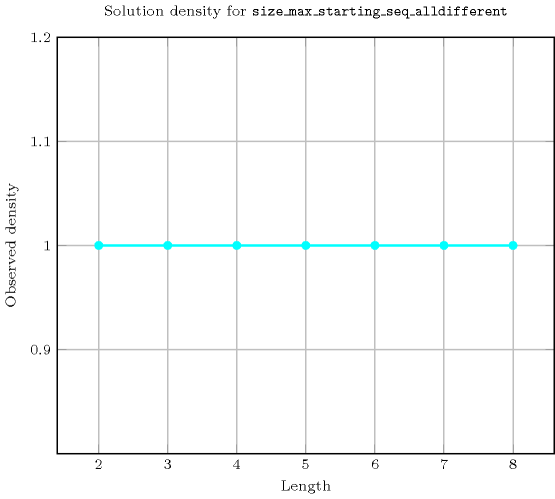 Solution density for size_max_starting_seq_alldifferent
1.2
1.1
1
0.9
Observed density
2 3 4 5 6 7 8
Length